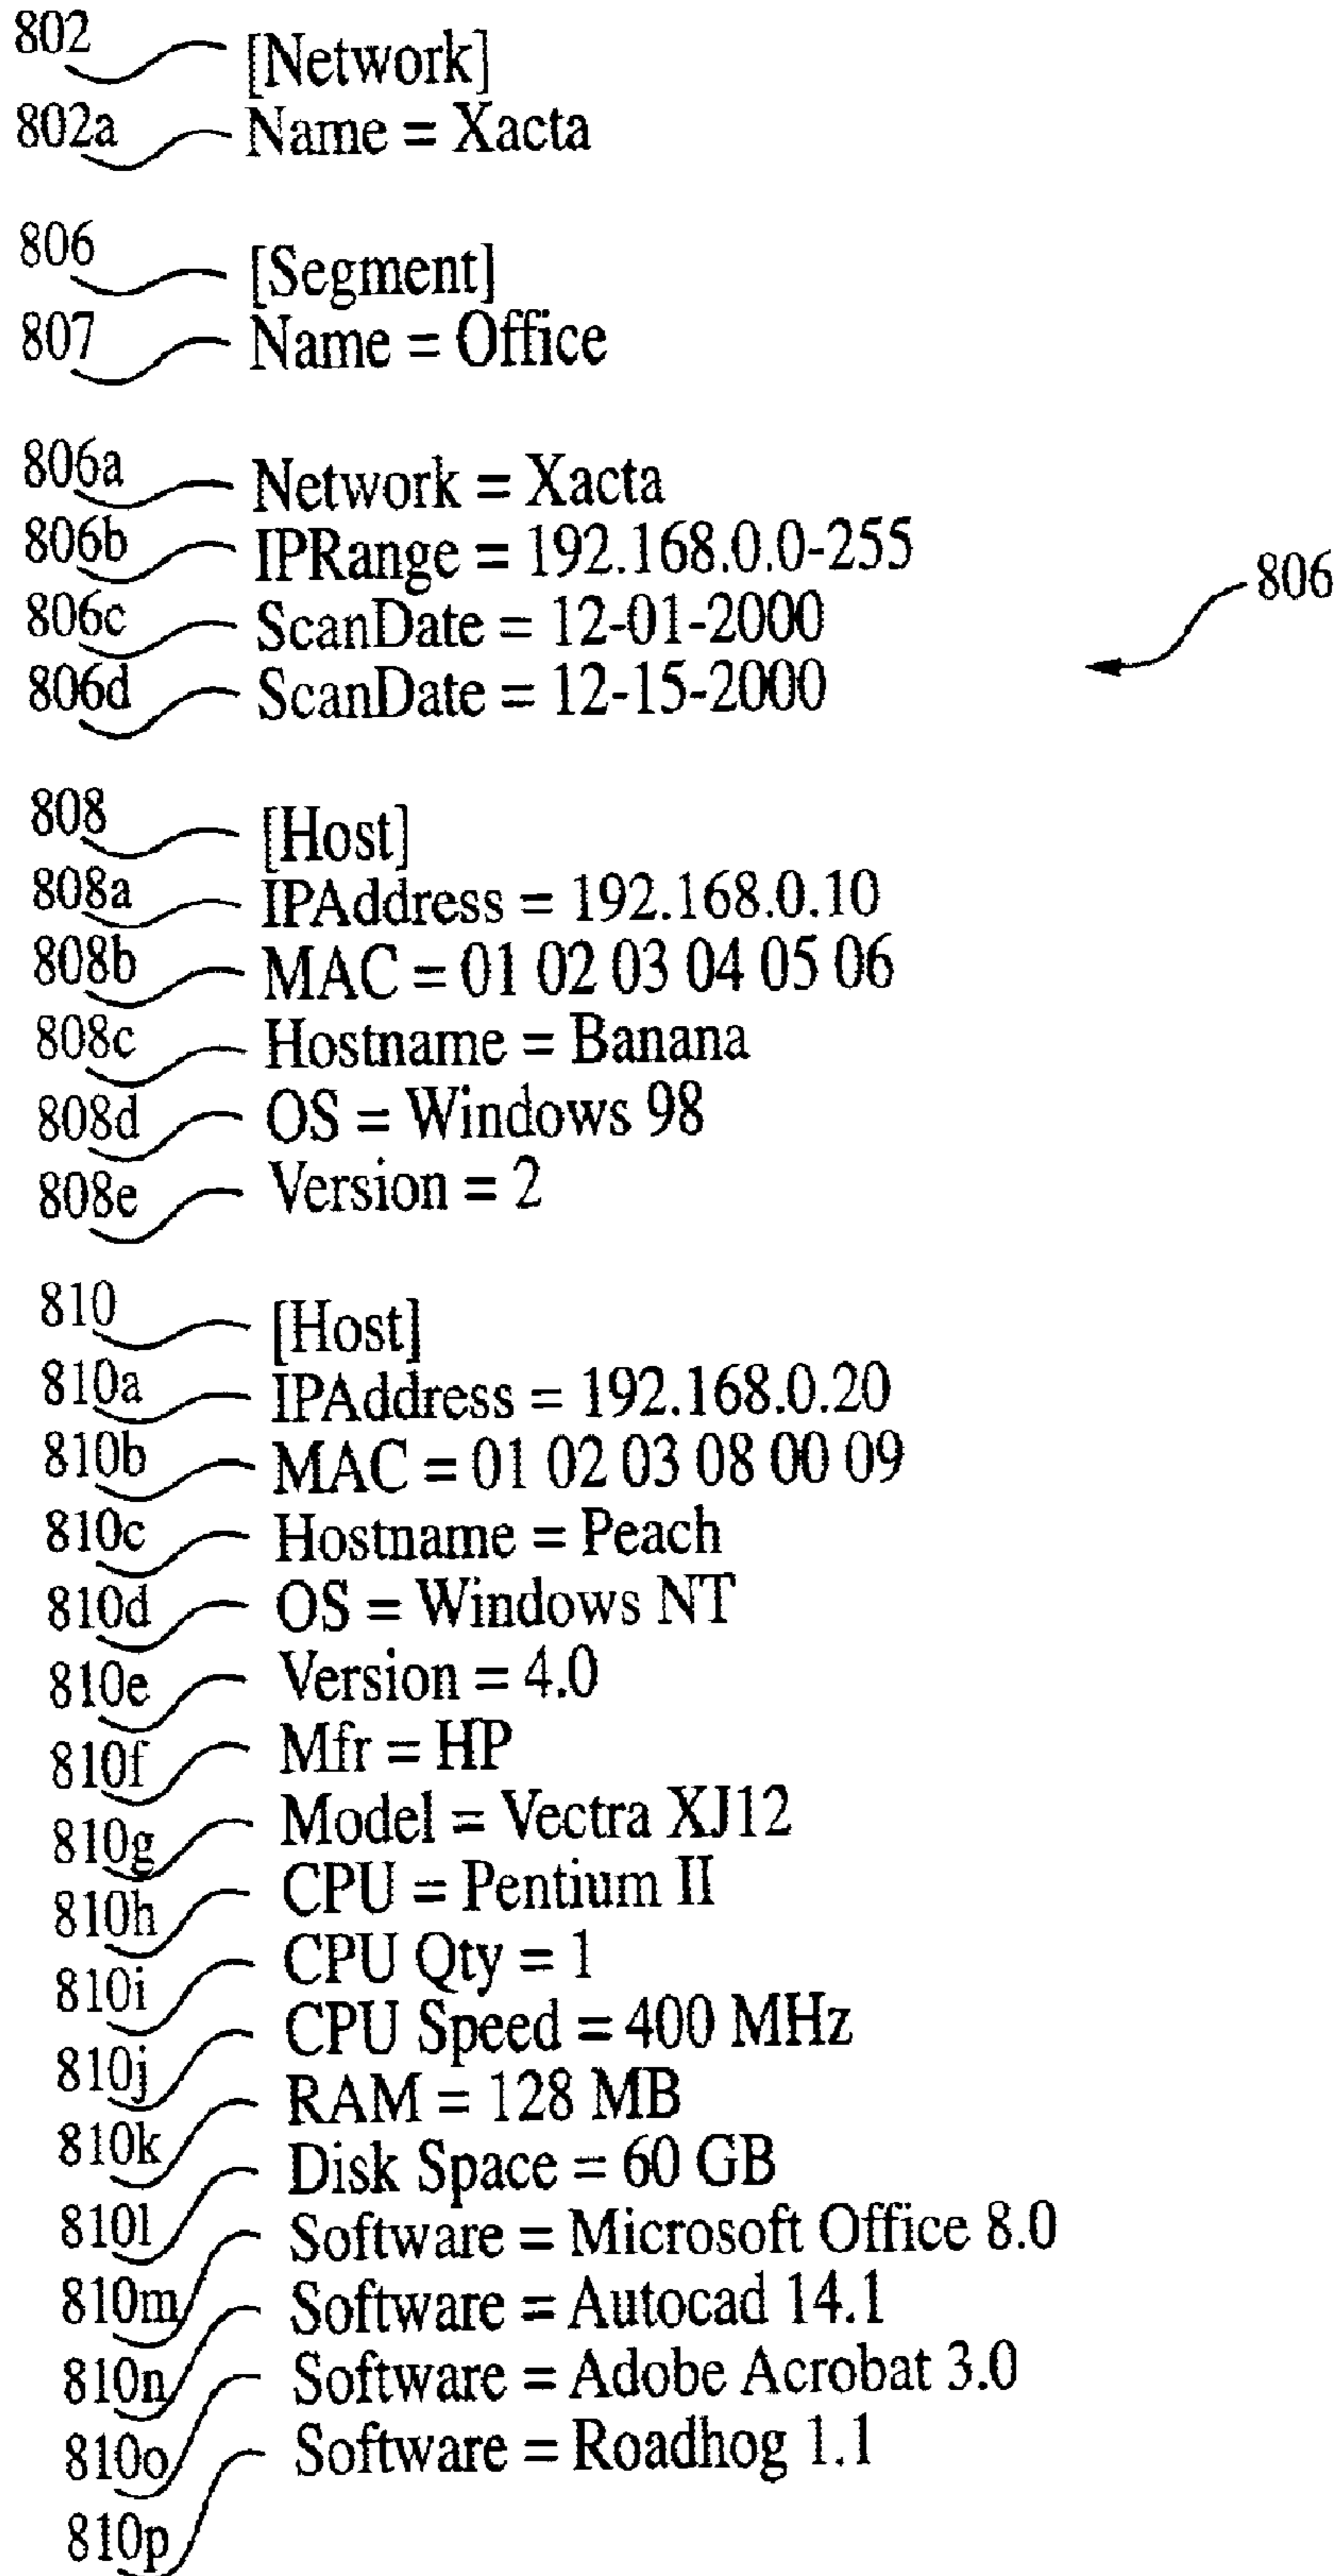 802 [Network]
802a Name = Xacta
806 [Segment]
807 Name = Office
806a Network = Xacta
806b IPRange = 192.168.0.0-255
806
806c ScanDate = 12-01-2000
806d ScanDate = 12-15-2000
808 [Host]
808a IPAddress = 192.168.0.10
808b MAC = 01 02 03 04 05 06
808c Hostname = Banana
808d OS = Windows 98
808e Version = 2
810 [Host]
810a IPAddress = 192.168.0.20
810b MAC = 01 02 03 08 00 09
810c Hostname = Peach
810d OS = Windows NT
810e Version = 4.0
810f Mfr = HP
810g Model = Vectra XJ12
810h CPU = Pentium II
810i CPU Qty = 1
810j CPU Speed = 400 MHz
810k RAM = 128 MB
810l Disk Space = 60 GB
810m Software = Microsoft Office 8.0
810n Software = Autocad 14.1
810o Software = Adobe Acrobat 3.0
810p Software = Roadhog 1.1